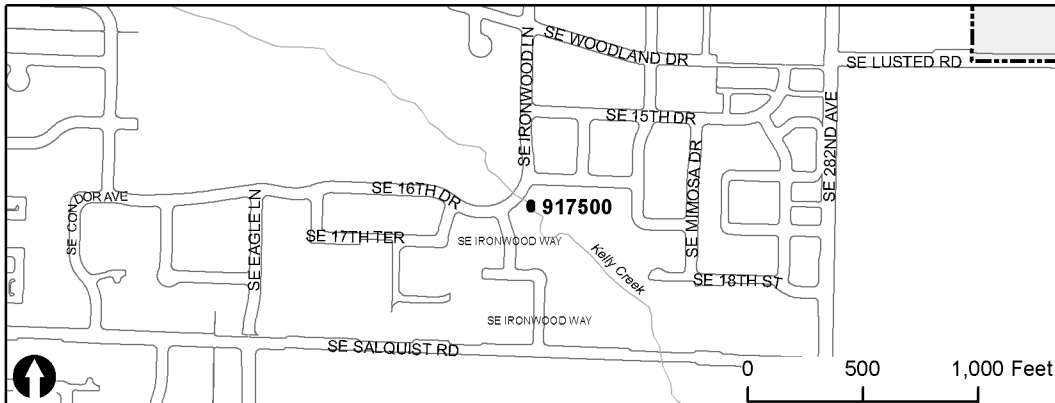 SE WOODLAND DR
SE LUSTED RD
SE IRONWOOD LN
SE 15TH DR
SE 282ND AVE
SE MIMOSA DR
SE 16TH DR
SE CONDOR AVE
SE EAGLE LN
917500
SE 17TH TER
SE IRONWOOD WAY
Kelly Creek
SE 18TH ST
SE IRONWOOD WAY
SE SALQUIST RD
0 500 1,000 Feet